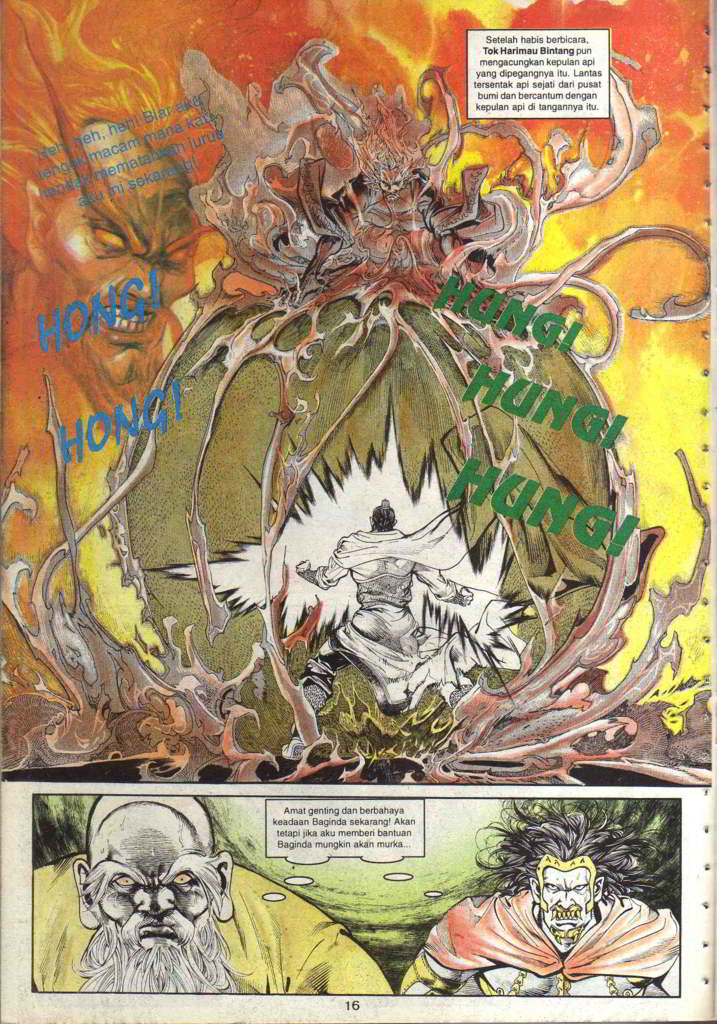 Setelah habis berbicara,
Tok Harimau Bintang pun
mengacungkan kepulan api
yang dipegangnya itu. Lantas
tersentak api sejati dari pusat
bumi dan bercantum dengan
kepulan api di tangannya itu.
heh, heh! Biar aku
tengok macam mana kau
hendak mematahkan jurus
aku ini sekarang!
HONG!
HONG!
HUNG!
HUNG!
HUNG!
Amat genting dan berbahaya
keadaan Baginda sekarang! Akan
tetapi jika aku memberi bantuan
Baginda mungkin akan murka...
16